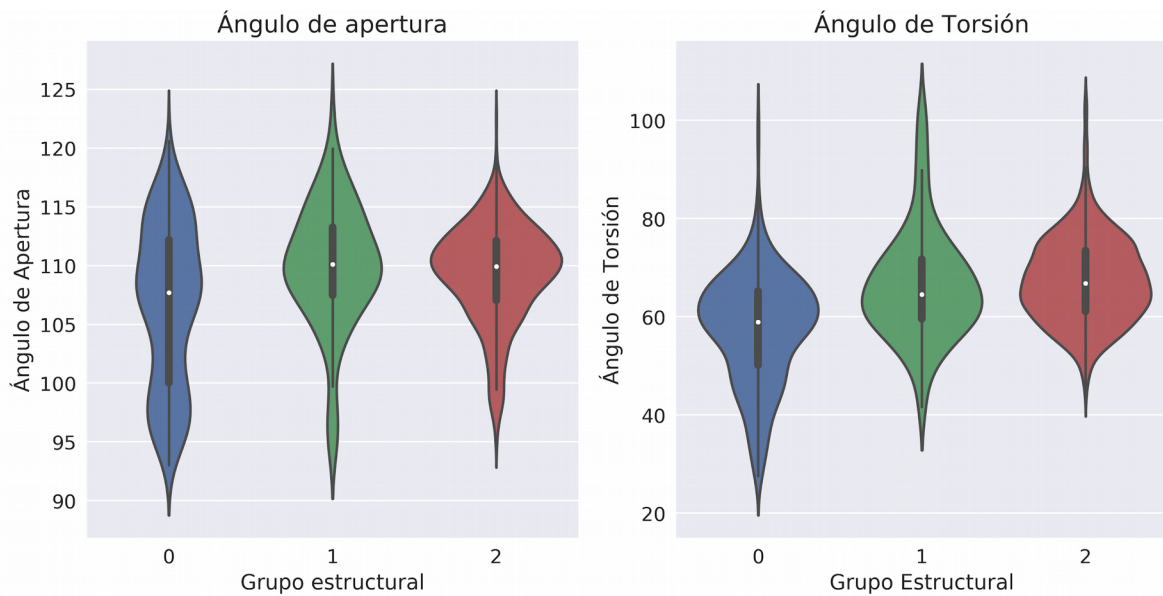 Ángulo de apertura
Ángulo de Apertura
125
120
115
110
105
100
95
90
0 1 2
Grupo estructural
Ángulo de Torsión
Ángulo de Torsión
100
80
60
40
20
0 1 2
Grupo Estructural